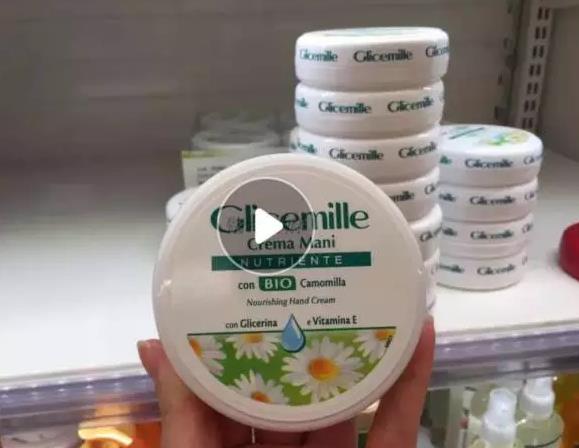 Glicemille
Crema Mani
NUTRIENTE
con BIO Camomilla
Nourishing Hand Cream
con Glicerina e Vitamina E
Glicemille Glicemille
Glicemille Glicemille
Glicemille
Glicemille
Glicemille
Glicemille
Glicemille